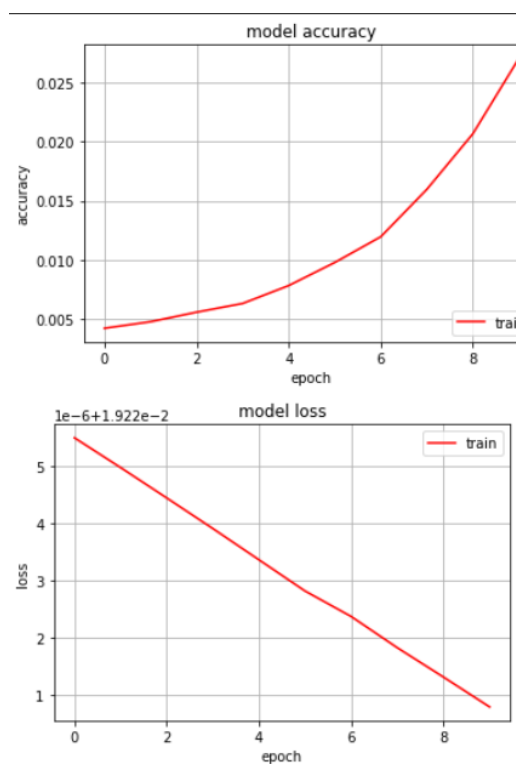 model accuracy
0.025
0.020
0.015
0.010
0.005
accuracy
trai
0 2 4 6 8
epoch
1e-6+1.922e-2
model loss
train
5
4
3
2
1
loss
0 2 4 6 8
epoch